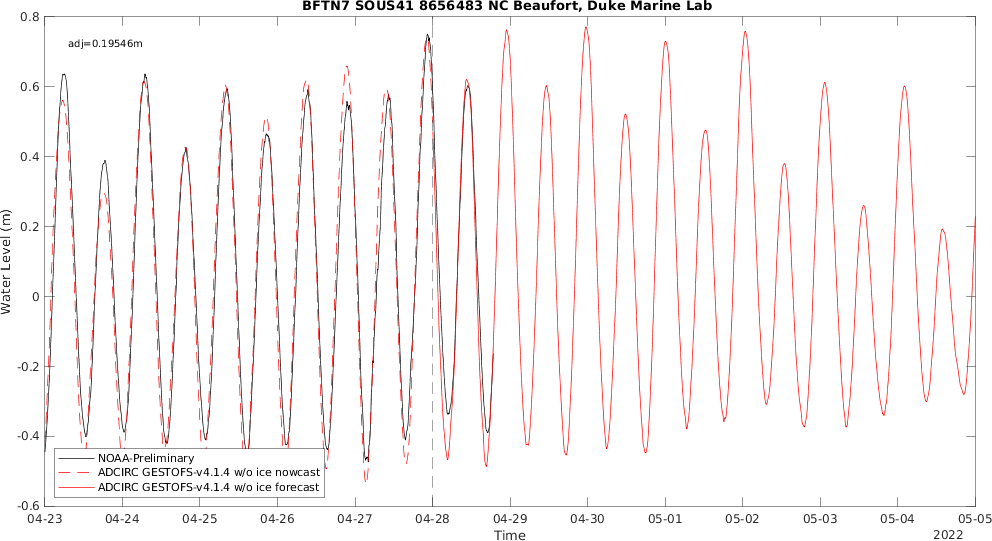 BFTN7 SOUS41 8656483 NC Beaufort, Duke Marine Lab
adj=0.19546m
Water Level (m)
0.8
0.6
0.4
0.2
0
-0.2
-0.4
-0.6
NOAA-Preliminary
ADCIRC GESTOFS-v4.1.4 w/o ice nowcast
ADCIRC GESTOFS-v4.1.4 w/o ice forecast
04-23 04-24 04-25 04-26 04-27 04-28 04-29 04-30 05-01 05-02 05-03 05-04 05-05
Time
2022